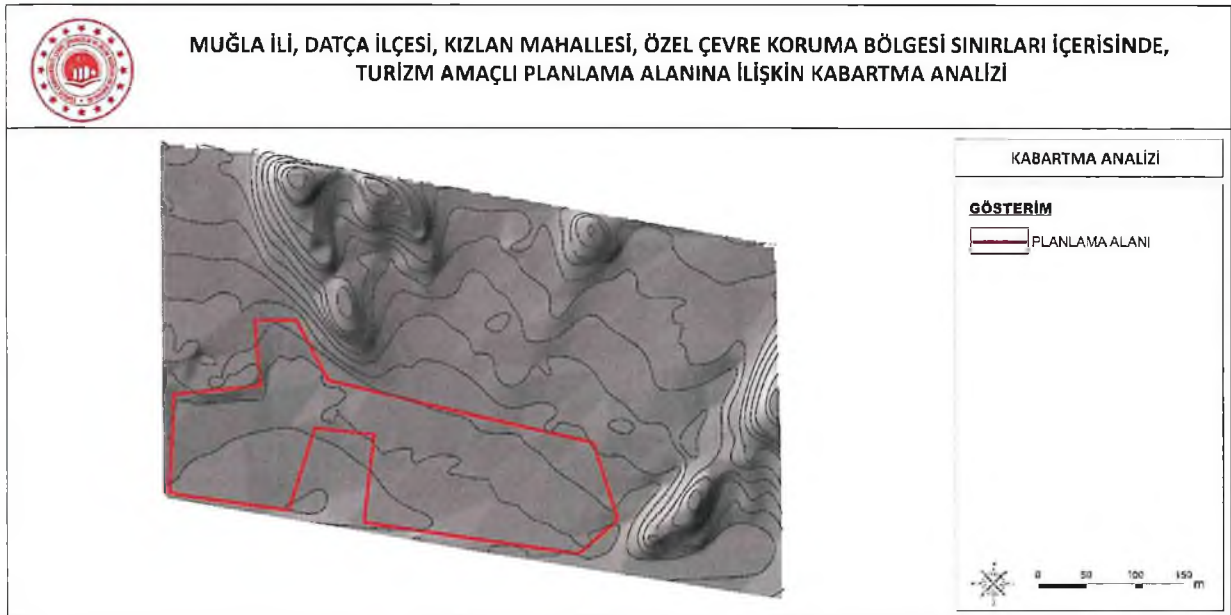 MUĞLA İLİ, DATÇA İLÇESİ, KIZLAN MAHALLESİ, ÖZEL ÇEVRE KORUMA BÖLGESİ SINIRLARI İÇERİSİNDE,
TURİZM AMAÇLI PLANLAMA ALANINA İLİŞKİN KABARTMA ANALİZİ
KABARTMA ANALİZİ
GÖSTERİM
PLANLAMA ALANI
0 50 100 150
m